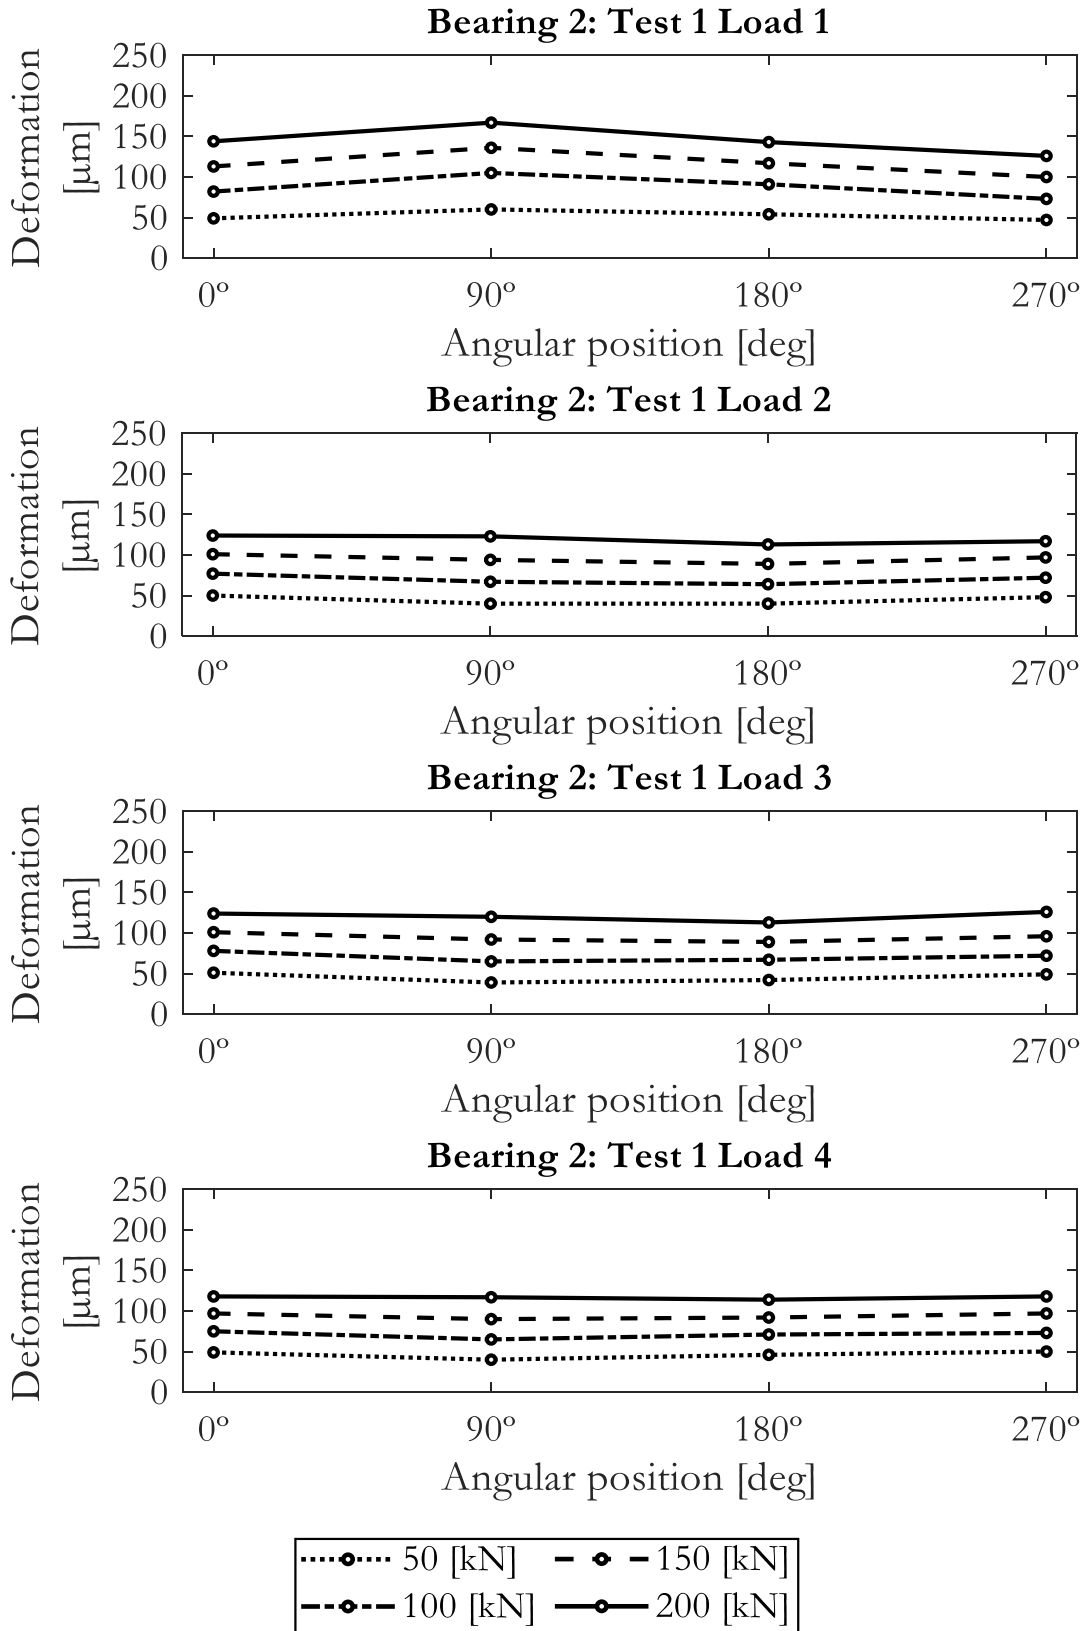 Bearing 2: Test 1 Load 1
Deformation
[µm]
250
200
150
100
50
0
0º 90º 180º 270º
Angular position [deg]
Bearing 2: Test 1 Load 2
Deformation
[µm]
250
200
150
100
50
0
0º 90º 180º 270º
Angular position [deg]
Bearing 2: Test 1 Load 3
Deformation
[µm]
250
200
150
100
50
0
0º 90º 180º 270º
Angular position [deg]
Bearing 2: Test 1 Load 4
Deformation
[µm]
250
200
150
100
50
0
0º 90º 180º 270º
Angular position [deg]
50 [kN] 150 [kN]
100 [kN] 200 [kN]